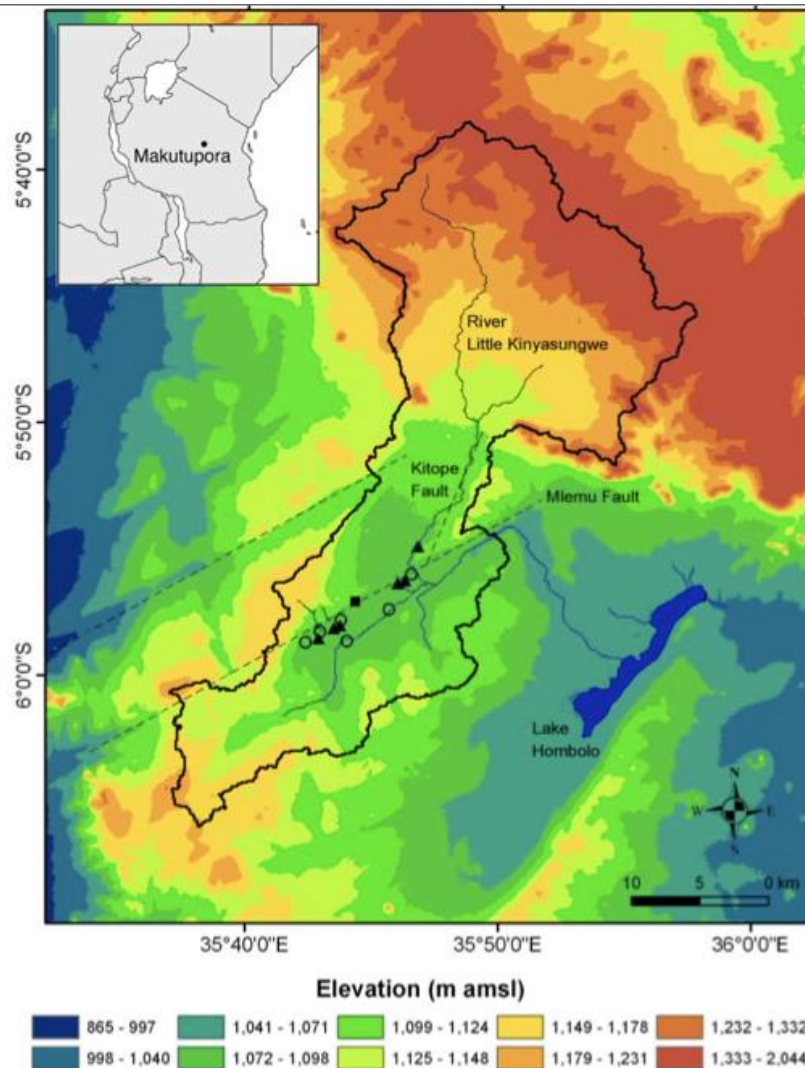 Makutupora
5°40'0"S
River
Little Kinyasungwe
5°50'0"S
Kitope
Fault
Mlemu Fault
6°0'0"S
Lake
Hombolo
N
W E
S
10 5 0 km
35°40'0"E 35°50'0"E 36°0'0"E
Elevation (m amsl)
865 - 997 1,041 - 1,071 1,099 - 1,124 1,149 - 1,178 1,232 - 1,332
998 - 1,040 1,072 - 1,098 1,125 - 1,148 1,179 - 1,231 1,333 - 2,044